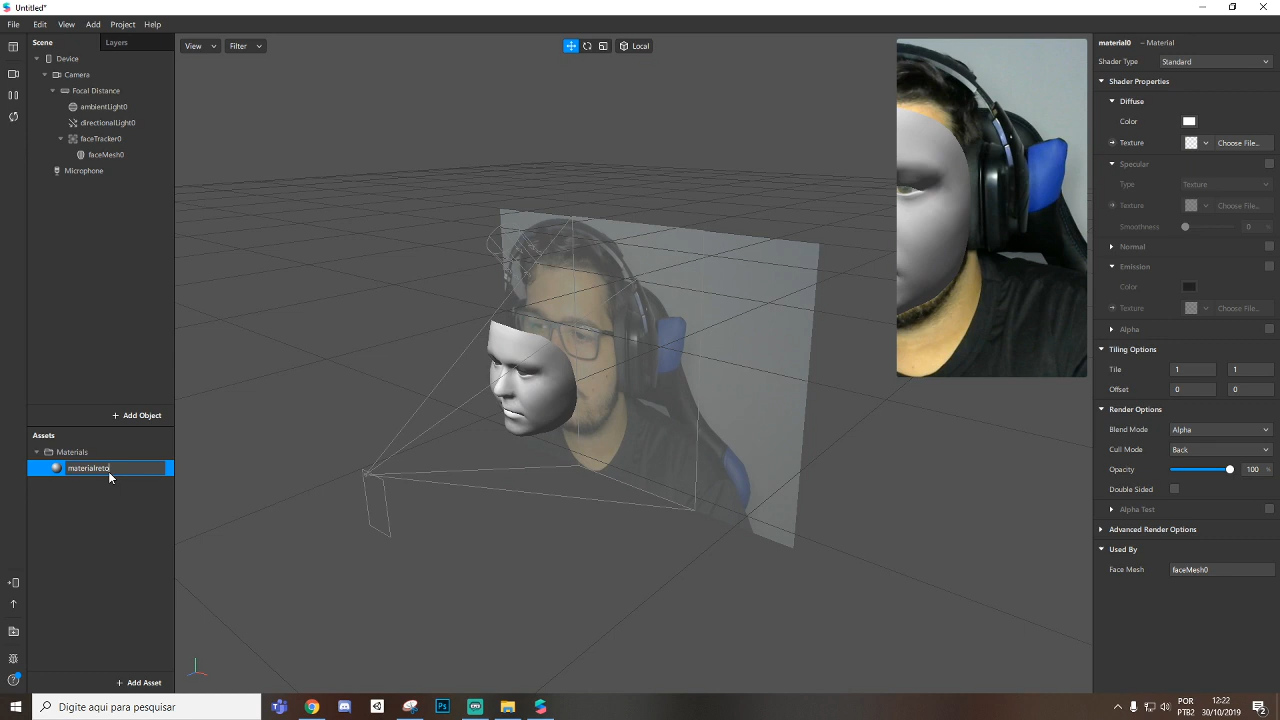 Untitled*
File Edit View Add Project Help
Scene Layers
View Filter Local
Device
Camera
Focal Distance
ambientLight0
directionalLight0
faceTracker0
faceMesh0
Microphone
+ Add Object
Assets
Materials
materialreto
+ Add Asset
material0 – Material
Shader Type Standard
Shader Properties
Diffuse
Color
Texture Choose File...
Specular
Type Texture
Texture Choose File...
Smoothness 0 %
Normal
Emission
Color
Texture Choose File...
Alpha
Tiling Options
Tile 1 1
Offset 0 0
Render Options
Blend Mode Alpha
Cull Mode Back
Opacity 100 %
Double Sided
Alpha Test
Advanced Render Options
Used By
Face Mesh faceMesh0
Digite aqui para pesquisar
Ps
POR
PTB2
12:22
30/10/2019
2